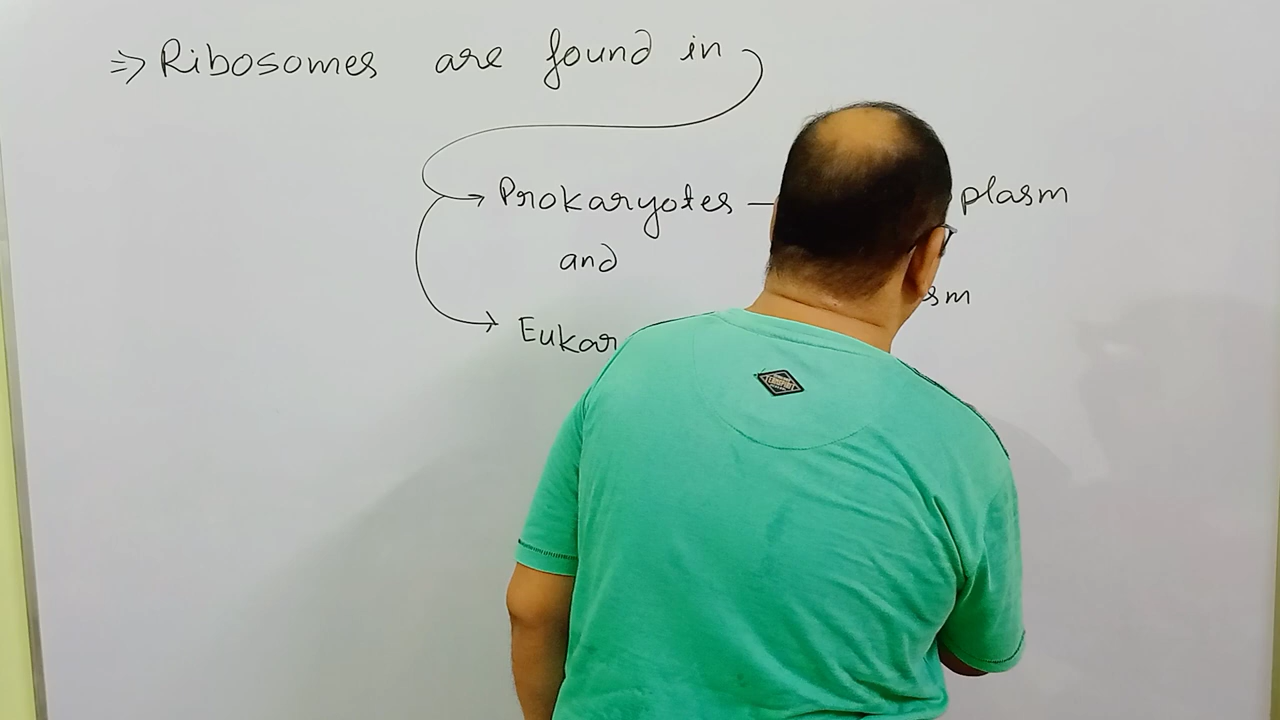 ⇒ Ribosomes are found in
Prokaryotes — plasm
and
sm
Eukar